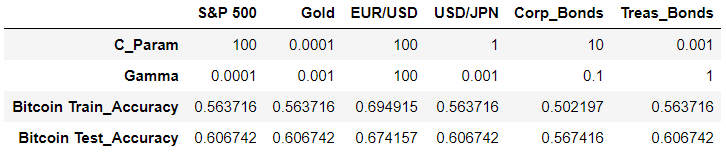 S&P 500 Gold EUR/USD USD/JPN Corp_Bonds Treas_Bonds
C_Param 100 0.0001 100 1 10 0.001
Gamma 0.0001 0.001 100 0.001 0.1 1
Bitcoin Train_Accuracy 0.563716 0.563716 0.694915 0.563716 0.502197 0.563716
Bitcoin Test_Accuracy 0.606742 0.606742 0.674157 0.606742 0.567416 0.606742